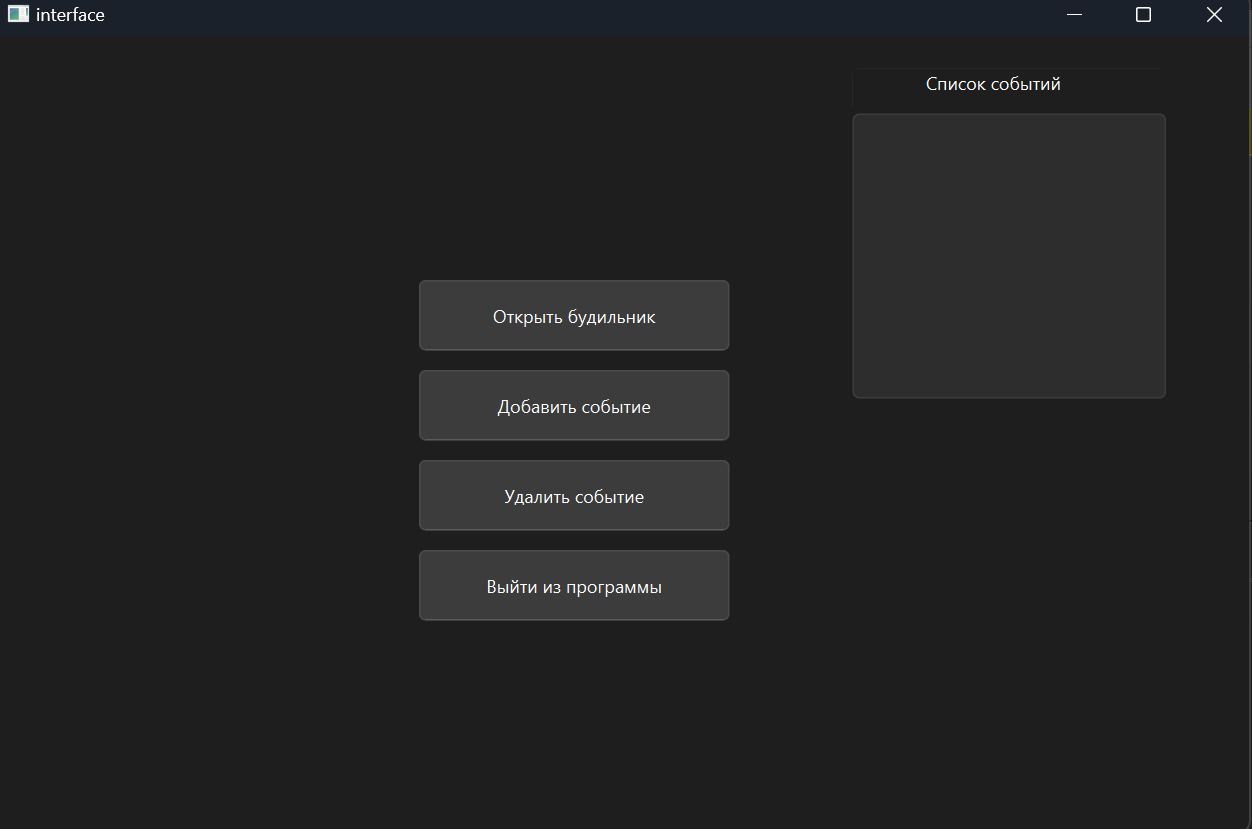 interface
Список событий
Открыть будильник
Добавить событие
Удалить событие
Выйти из программы